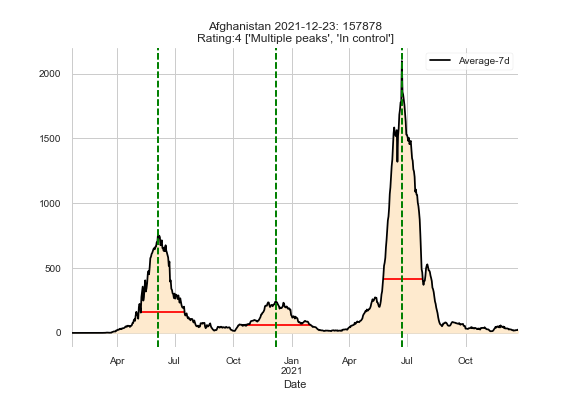 Afghanistan 2021-12-23: 157878
Rating:4 ['Multiple peaks', 'In control']
Average-7d
2000
1500
1000
500
0
Apr Jul Oct Jan Apr Jul Oct
2021
Date